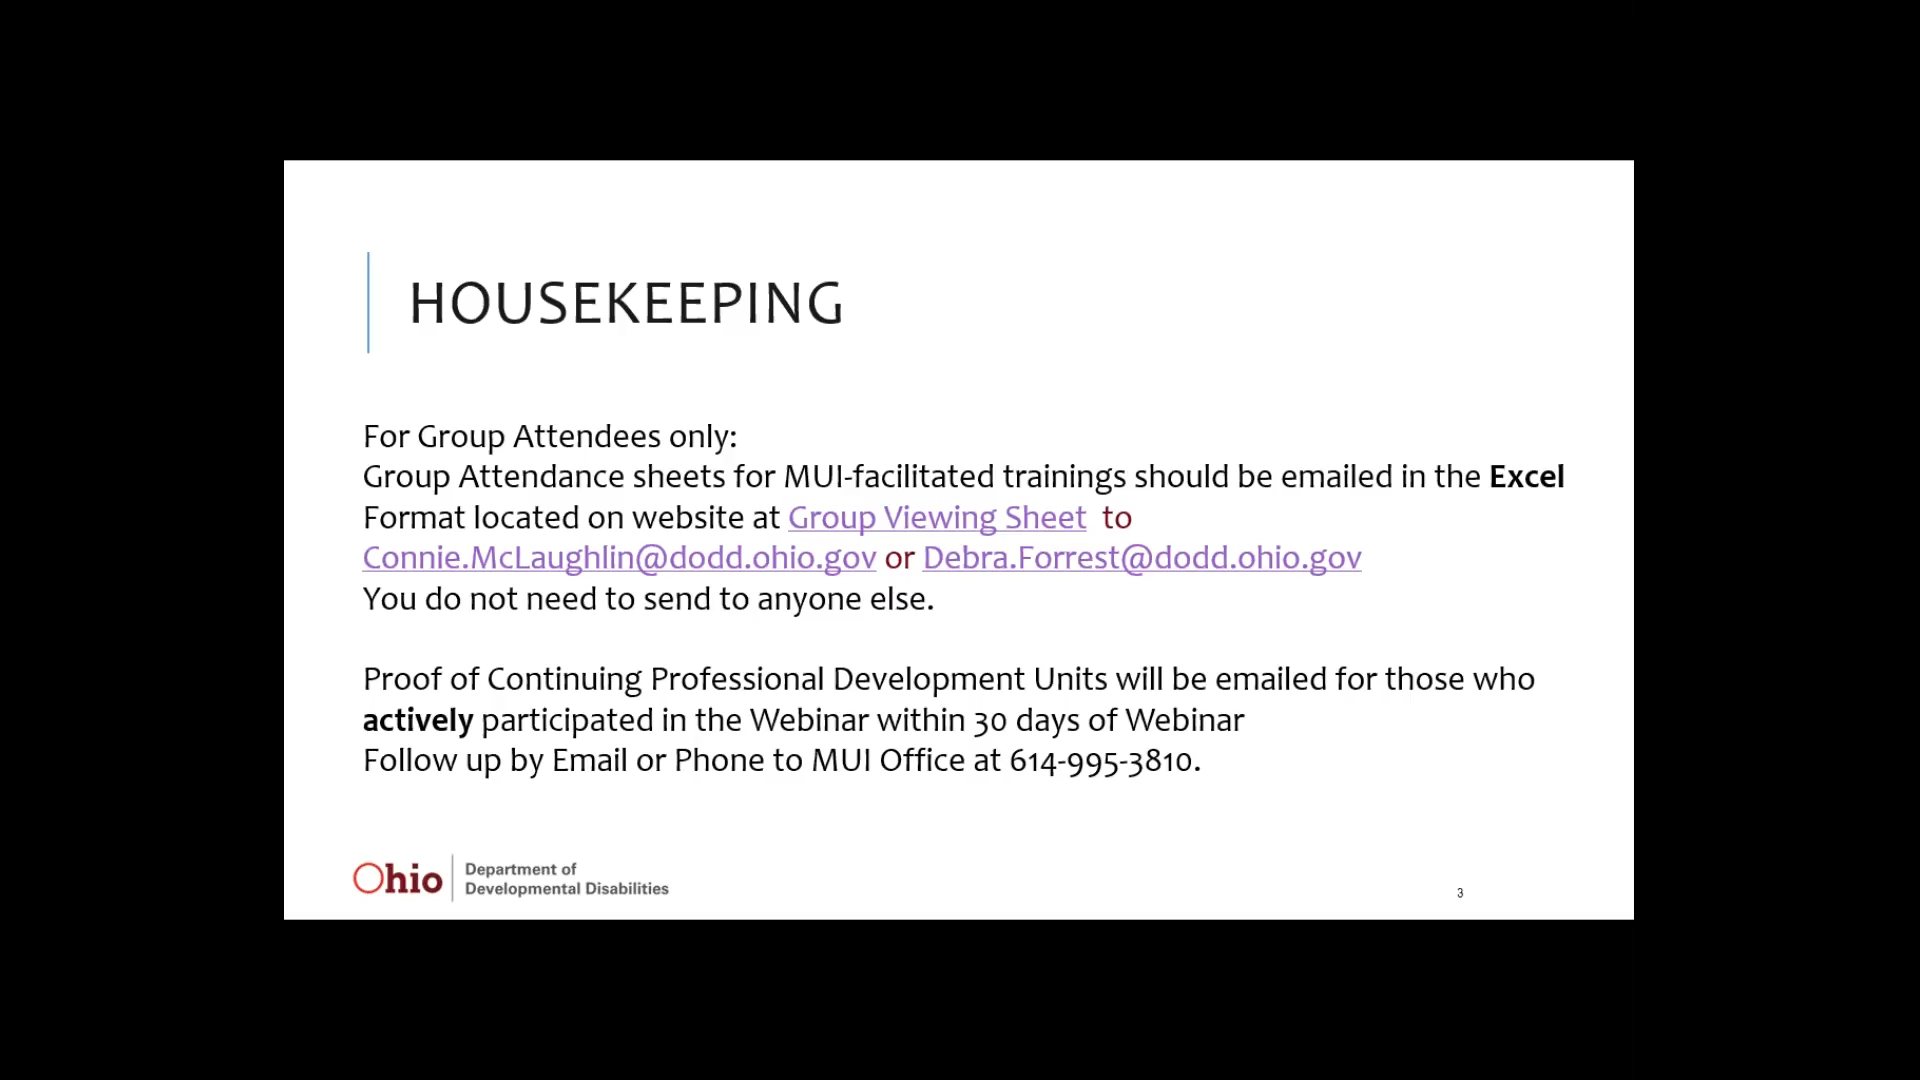 HOUSEKEEPING
For Group Attendees only:
Group Attendance sheets for MUI-facilitated trainings should be emailed in the Excel
Format located on website at Group Viewing Sheet to
Connie.McLaughlin@dodd.ohio.gov or Debra.Forrest@dodd.ohio.gov
You do not need to send to anyone else.
Proof of Continuing Professional Development Units will be emailed for those who
actively participated in the Webinar within 30 days of Webinar
Follow up by Email or Phone to MUI Office at 614-995-3810.
Ohio
Department of
Developmental Disabilities
3